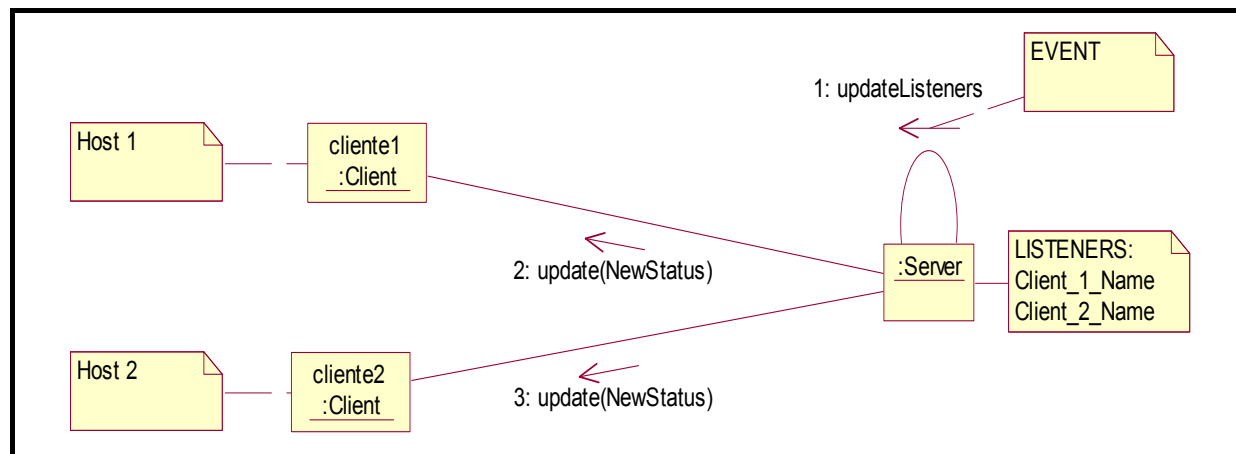 EVENT
1: updateListeners
Host 1
cliente1
:Client
2: update(NewStatus)
:Server
LISTENERS:
Client_1_Name
Client_2_Name
Host 2
cliente2
:Client
3: update(NewStatus)